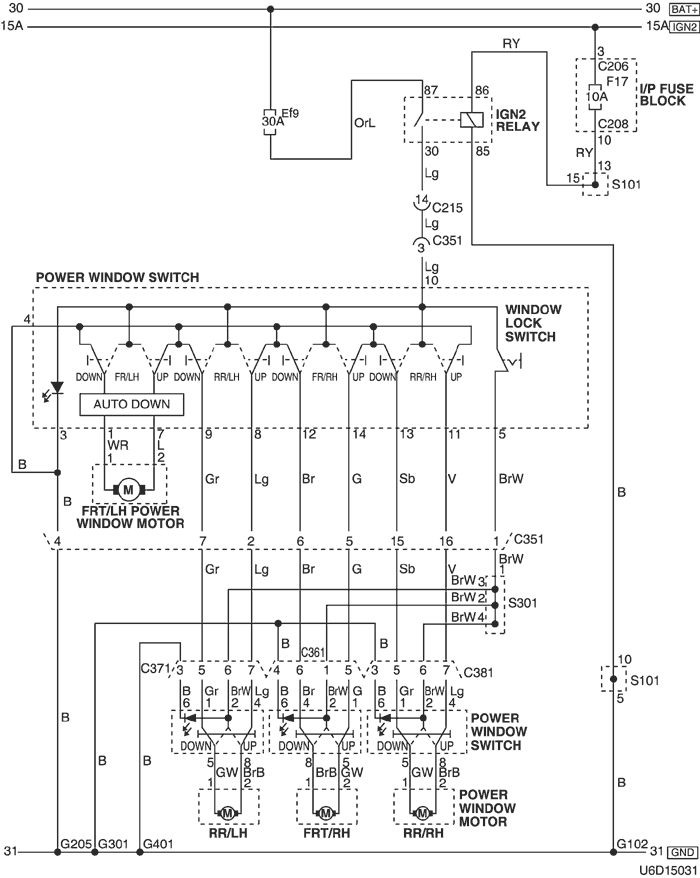 30 30 BAT+
15A 15A IGN2
RY
3
C206
F17
10A
I/P FUSE
BLOCK
C208
10
RY
13
15 S101
Ef9
30A
OrL
87 86
IGN2
RELAY
30 85
Lg
14 C215
Lg
C351
3
Lg
10
POWER WINDOW SWITCH
WINDOW
LOCK
SWITCH
4
DOWN FR/LH UP DOWN RR/LH UP DOWN FR/RH UP DOWN RR/RH UP
AUTO DOWN
3 1 7 9 8 12 14 13 11 5
WR L
1 2
B
M
FRT/LH POWER
WINDOW MOTOR
B
Gr Lg Br G Sb V BrW
B
4 7 2 6 5 15 16 1 C351
Gr Lg Br G Sb V BrW
1
BrW 3
BrW 2
S301
BrW 4
B B
C361
C371 3 5 6 7 4 6 1 5 3 5 6 7 C381
B Gr BrW Lg B Br BrW G B Gr BrW Lg
6 1 2 4 6 1 2 1 6 1 2 4
10
S101
5
DOWN UP DOWN UP DOWN UP
POWER
WINDOW
SWITCH
B
5 8 8 5 5 8
GW BrB BrB GW GW BrB
1 2 1 2 1 2
B B B
M M M
POWER
WINDOW
MOTOR
RR/LH FRT/RH RR/RH
31 G205 G301 G401 G102 31 GND
U6D15031